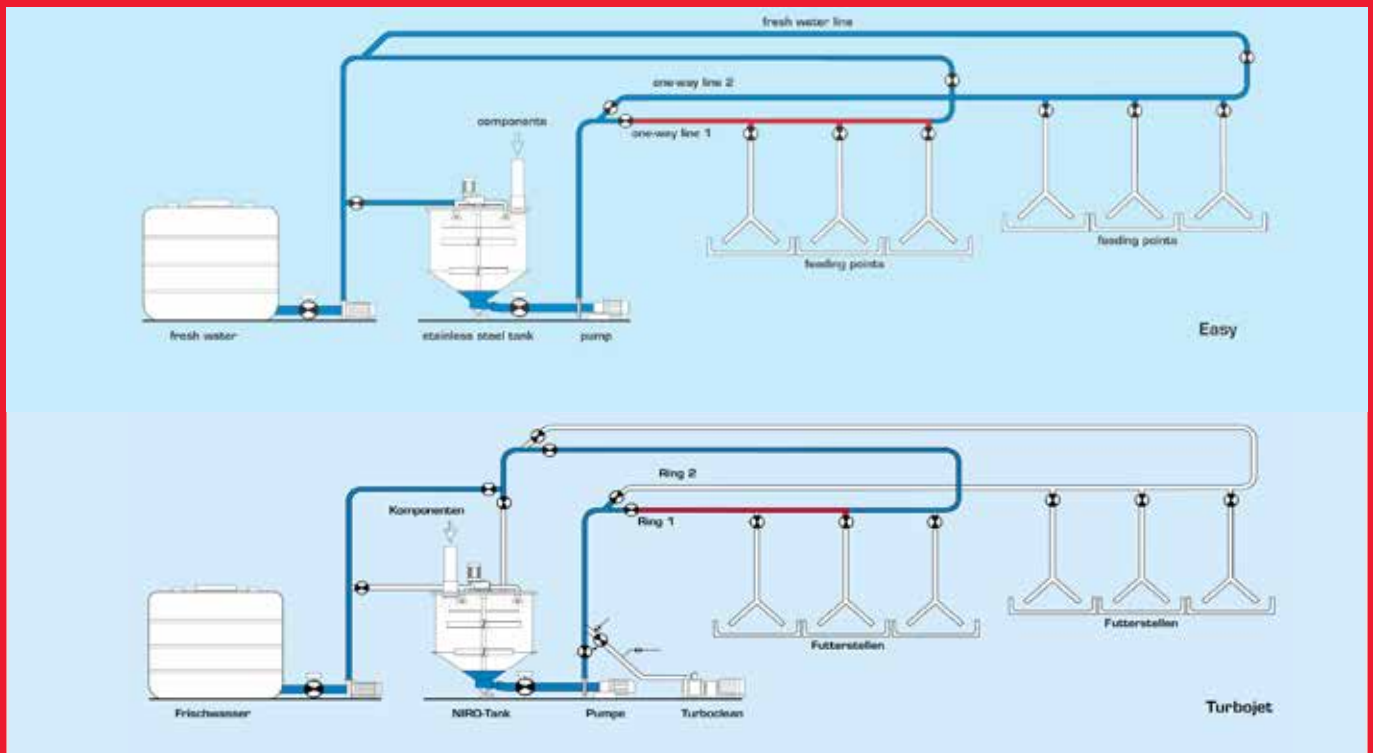 fresh water line
one-way line 2
components
one-way line 1
feeding points
feeding points
fresh water
stainless steel tank
pump
Easy
Ring 2
Komponenten
Ring 1
Futterstellen
Futterstellen
Frischwasser
NIRO-Tank
Pumpe
Turboclean
Turbojet